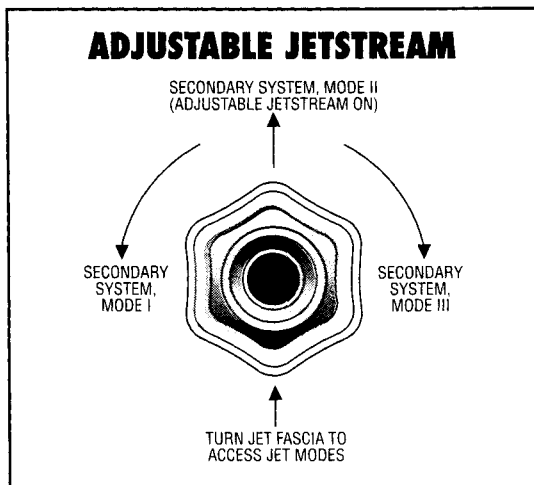 ADJUSTABLE JETSTREAM
SECONDARY SYSTEM, MODE II
(ADJUSTABLE JETSTREAM ON)
SECONDARY
SYSTEM,
MODE I
SECONDARY
SYSTEM,
MODE III
TURN JET FASCIA TO
ACCESS JET MODES